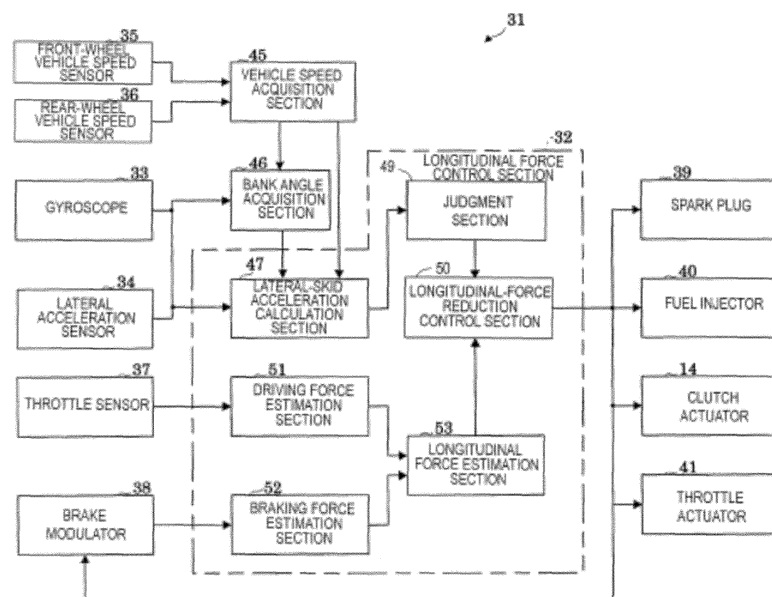 31
35
FRONT-WHEEL
VEHICLE SPEED
SENSOR
36
REAR-WHEEL
VEHICLE SPEED
SENSOR
45
VEHICLE SPEED
ACQUISITION
SECTION
32
LONGITUDINAL FORCE
CONTROL SECTION
33
GYROSCOPE
46
BANK ANGLE
ACQUISITION
SECTION
49
JUDGMENT
SECTION
39
SPARK PLUG
34
LATERAL
ACCELERATION
SENSOR
47
LATERAL-SKID
ACCELERATION
CALCULATION
SECTION
50
LONGITUDINAL-FORCE
REDUCTION
CONTROL SECTION
40
FUEL INJECTOR
37
THROTTLE SENSOR
51
DRIVING FORCE
ESTIMATION
SECTION
53
LONGITUDINAL
FORCE ESTIMATION
SECTION
14
CLUTCH
ACTUATOR
38
BRAKE
MODULATOR
52
BRAKING FORCE
ESTIMATION
SECTION
41
THROTTLE
ACTUATOR